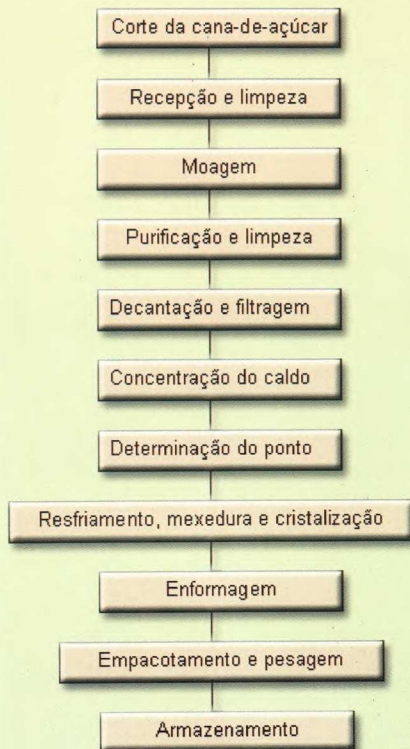 Corte da cana-de-açúcar
Recepção e limpeza
Moagem
Purificação e limpeza
Decantação e filtragem
Concentração do caldo
Determinação do ponto
Resfriamento, mexedura e cristalização
Enformagem
Empacotamento e pesagem
Armazenamento